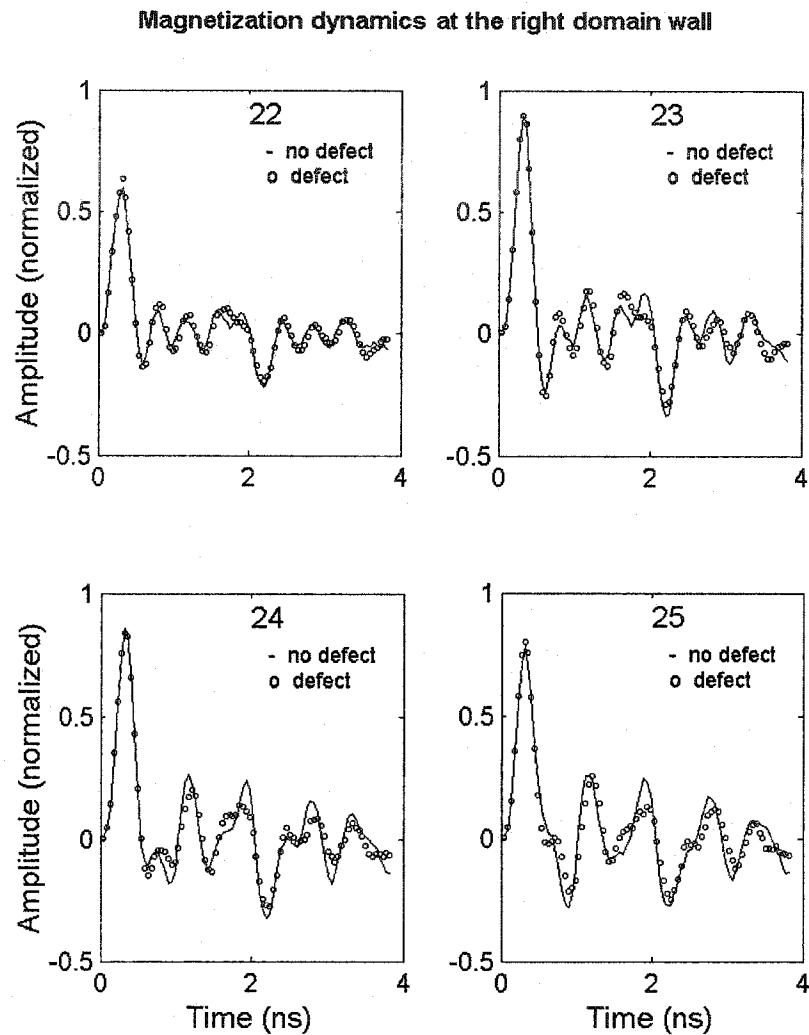 Magnetization dynamics at the right domain wall
Amplitude (normalized)
1
0.5
0
-0.5
0
2
4
22
- no defect
o defect
1
0.5
0
-0.5
0
2
4
23
- no defect
o defect
Amplitude (normalized)
1
0.5
0
-0.5
0
2
4
24
- no defect
o defect
Time (ns)
1
0.5
0
-0.5
0
2
4
25
- no defect
o defect
Time (ns)